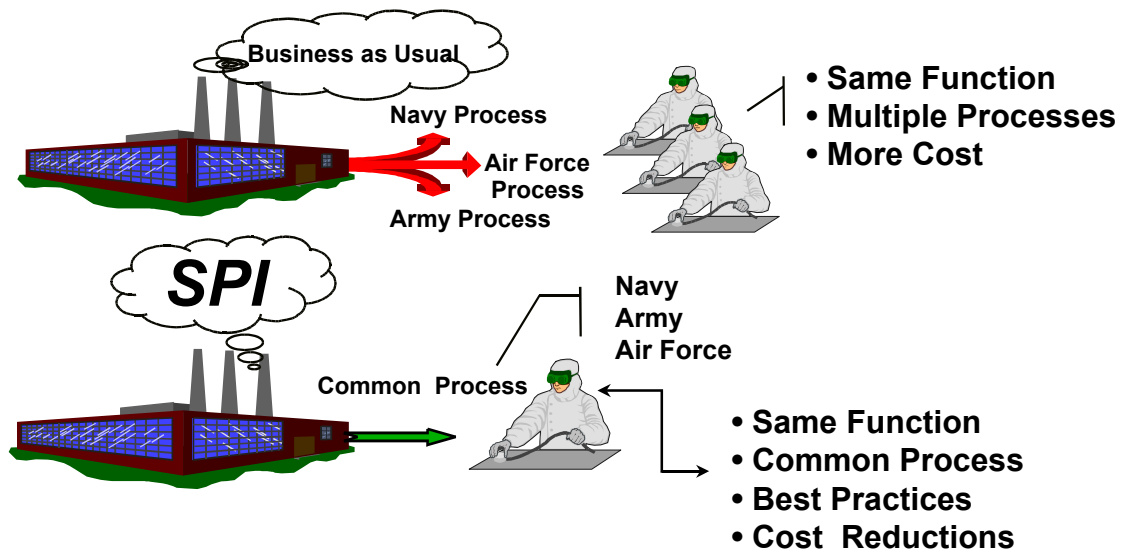 Business as Usual
Navy Process
Air Force
Process
Army Process
• Same Function
• Multiple Processes
• More Cost
SPI
Common  Process
Navy
Army
Air Force
• Same Function
• Common Process
• Best Practices
• Cost  Reductions